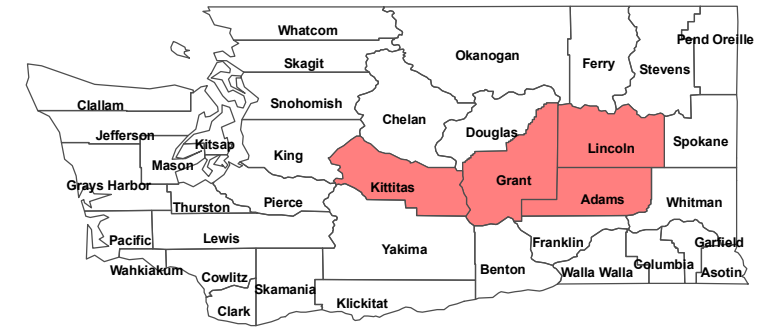 Whatcom
Pend Oreille
Okanogan
Ferry
Stevens
Skagit
Clallam
Snohomish
Chelan
Douglas
Jefferson
Kitsap
Lincoln
Spokane
King
Mason
Grant
Grays Harbor
Kittitas
Adams
Whitman
Thurston
Pierce
Pacific
Lewis
Yakima
Franklin
Garfield
Wahkiakum
Cowlitz
Benton
Walla Walla
Columbia
Asotin
Skamania
Klickitat
Clark